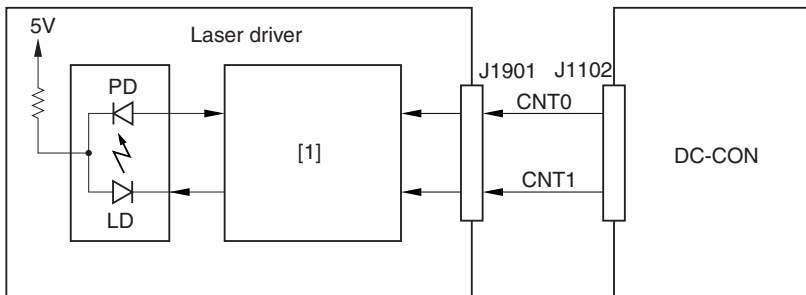 5V
Laser driver
PD
LD
[1]
J1901
J1102
CNT0
CNT1
DC-CON